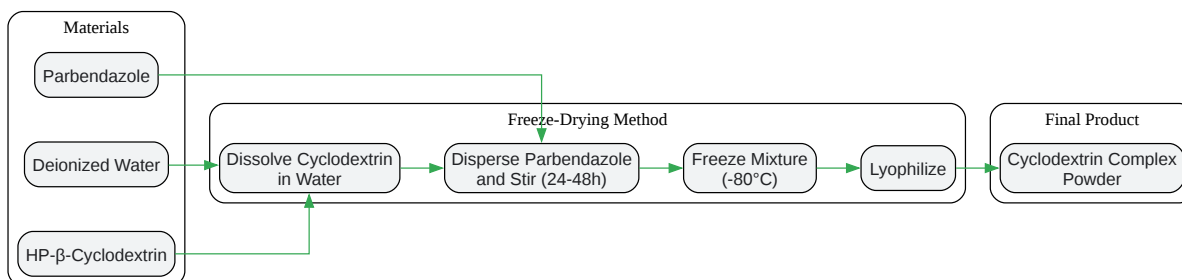 Materials
Parbendazole
Deionized Water
HP-β-Cyclodextrin
Freeze-Drying Method
Dissolve Cyclodextrin
in Water
Disperse Parbendazole
and Stir (24-48h)
Freeze Mixture
(-80°C)
Lyophilize
Final Product
Cyclodextrin Complex
Powder